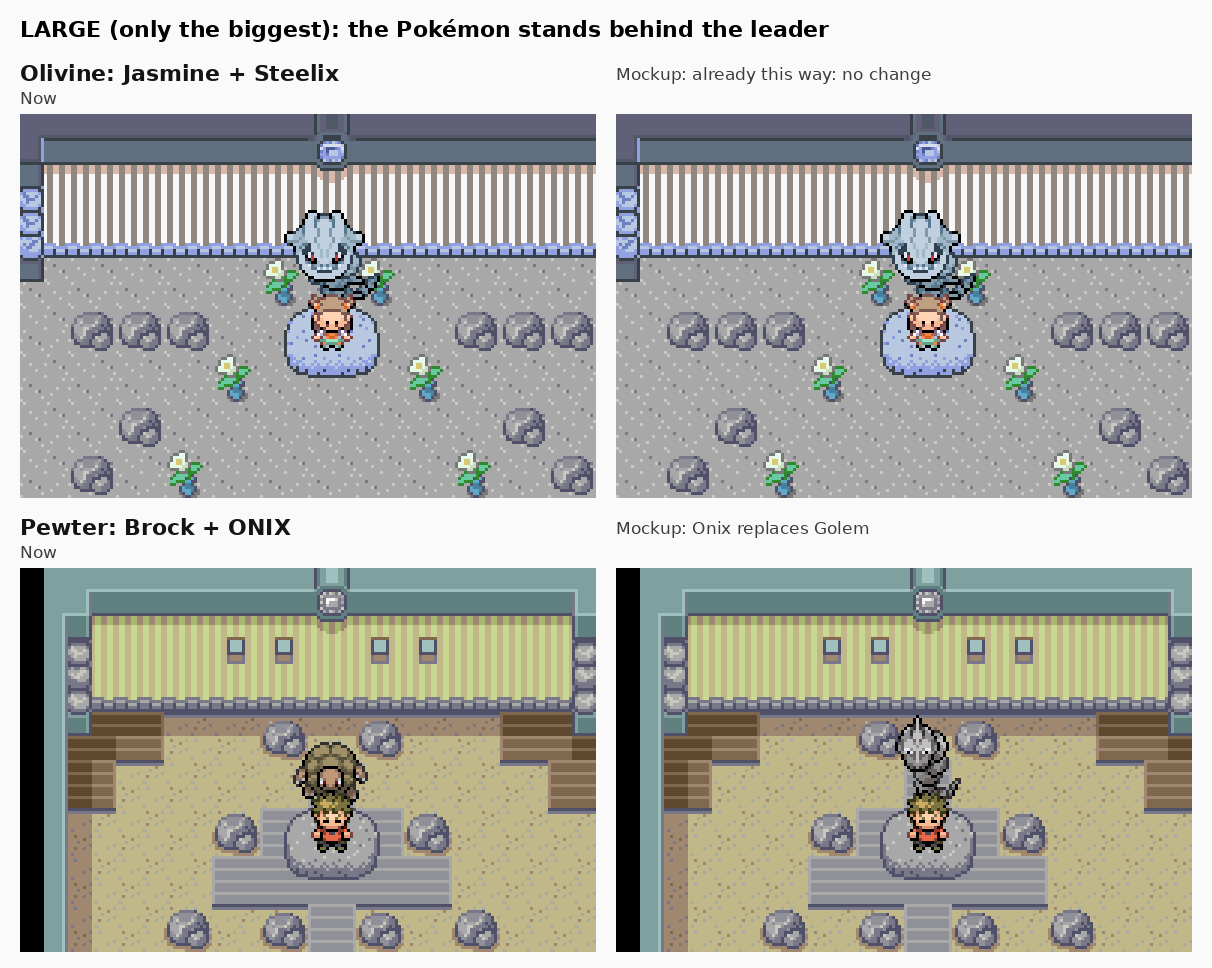 LARGE (only the biggest): the Pokémon stands behind the leader
Olivine: Jasmine + Steelix
Mockup: already this way: no change
Now
Pewter: Brock + ONIX
Mockup: Onix replaces Golem
Now